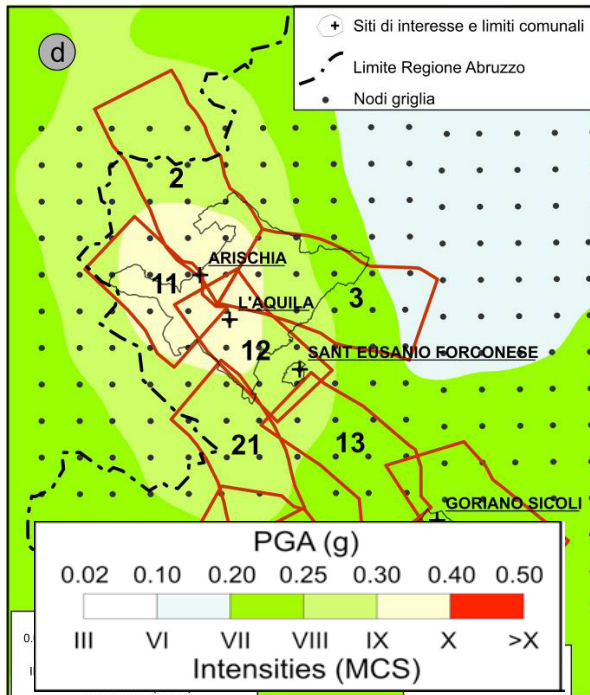 d
Siti di interesse e limiti comunali
Limite Regione Abruzzo
Nodi griglia
2
ARISCHIA
11
3
L'AQUILA
12
SANT EUSANIO FORCONESE
21
13
GORIANO SICOLI
PGA (g)
0.02 0.10 0.20 0.25 0.30 0.40 0.50
III VI VII VIII IX X >X
Intensities (MCS)